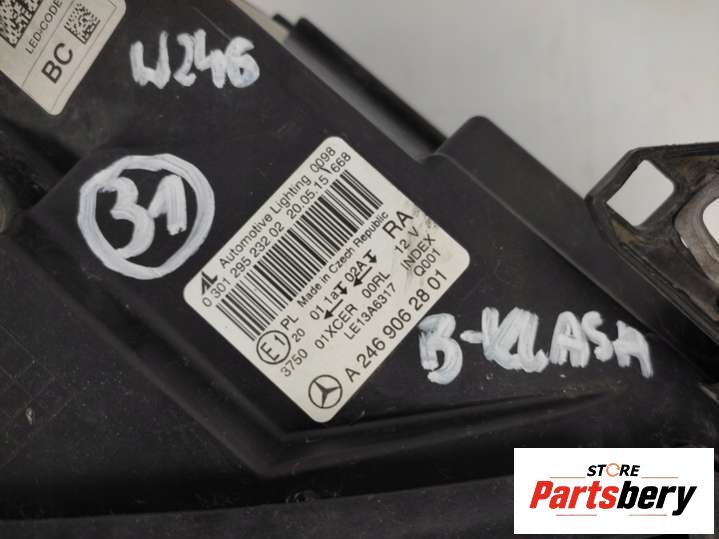 LED:CODE
BC
W246
31
AL Automotive Lighting 0098
0 301 295 232 02 20.05.15 668
Made in Czech Republic RA
E1 PL 20 01 1a 02A 12 V INDEX
3750 01XCER 00RL Q001
LE13A6317
A 246 906 28 01
B-KLASA
STORE
Partsbery